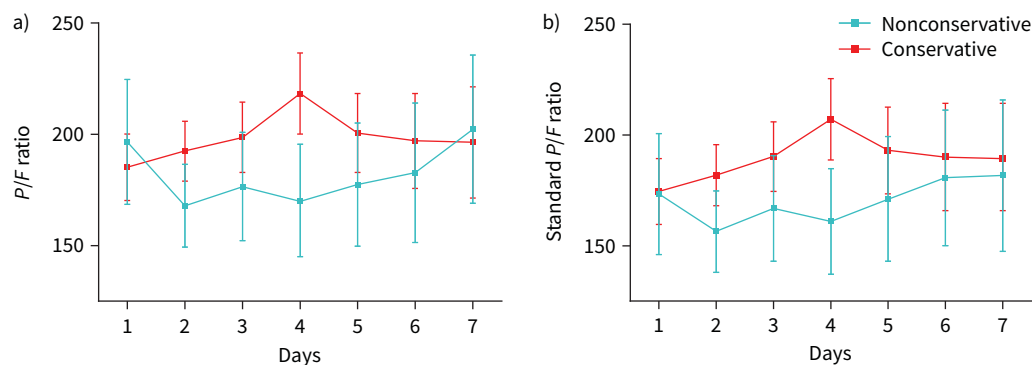 a)
250
200
150
P/F ratio
1 2 3 4 5 6 7
Days
b)
Nonconservative
Conservative
250
200
150
Standard P/F ratio
1 2 3 4 5 6 7
Days